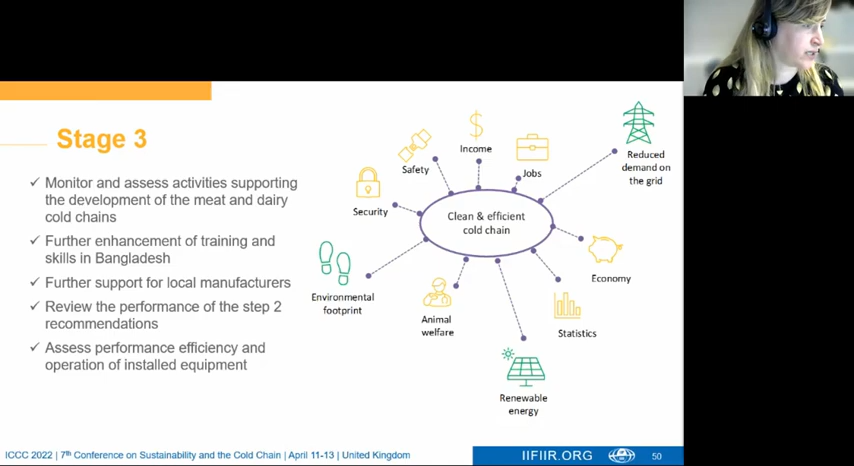 Stage 3
✓ Monitor and assess activities supporting
the development of the meat and dairy
cold chains
✓ Further enhancement of training and
skills in Bangladesh
✓ Further support for local manufacturers
✓ Review the performance of the step 2
recommendations
✓ Assess performance efficiency and
operation of installed equipment
Clean & efficient
cold chain
Security
Safety
$
Income
Jobs
Reduced
demand on
the grid
Economy
Statistics
Renewable
energy
Animal
welfare
Environmental
footprint
ICCC 2022 | 7th Conference on Sustainability and the Cold Chain | April 11-13 | United Kingdom
IIFIIR.ORG
50